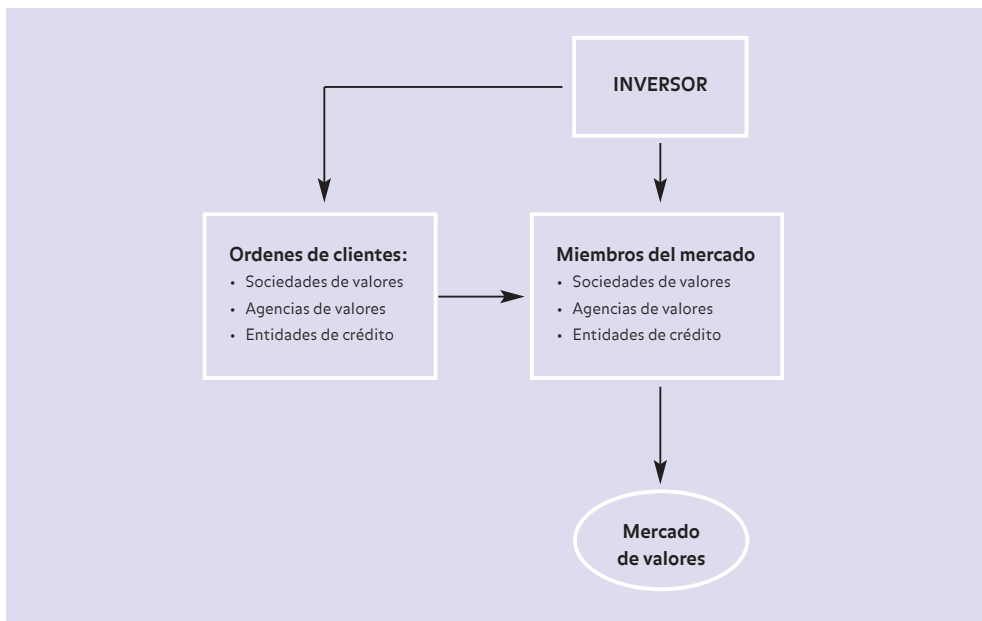 INVERSOR
Ordenes de clientes:
• Sociedades de valores
• Agencias de valores
• Entidades de crédito
Miembros del mercado
• Sociedades de valores
• Agencias de valores
• Entidades de crédito
Mercado
de valores